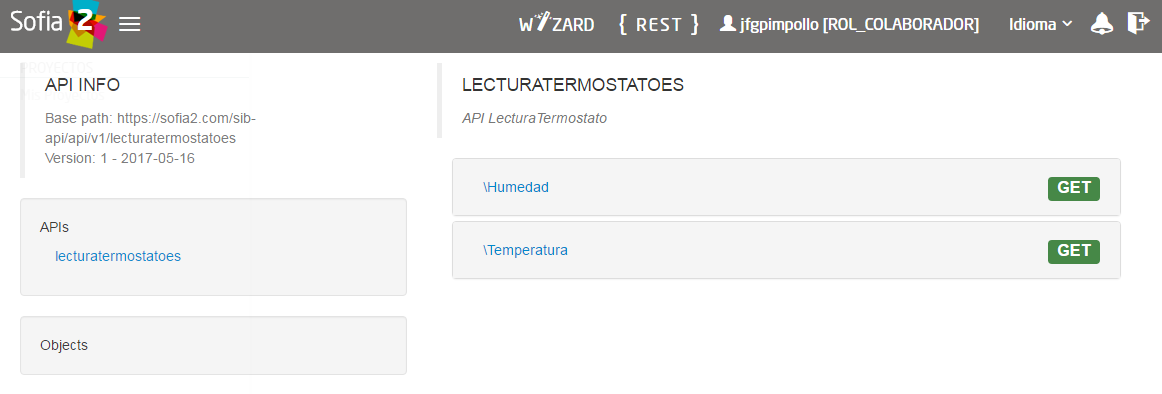 Sofia2
WIZARD
{ REST }
jfgpimpollo [ROL_COLABORADOR]
Idioma
PROYECTOS
API INFO
Base path: https://sofia2.com/sib-
api/api/v1/lecturatermostatoes
Version: 1 - 2017-05-16
APIs
lecturatermostatoes
Objects
LECTURATERMOSTATOES
API LecturaTermostato
\Humedad
GET
\Temperatura
GET